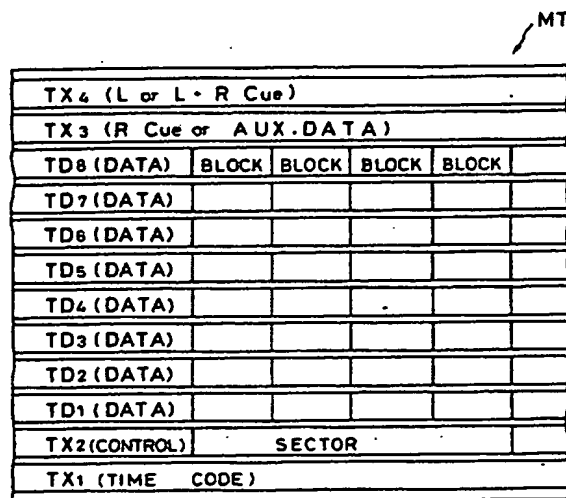 MT
TX4 (L or L+R Cue)
TX3 (R Cue or AUX.DATA)
TD8 (DATA) BLOCK BLOCK BLOCK BLOCK
TD7 (DATA)
TD6 (DATA)
TD5 (DATA)
TD4 (DATA)
TD3 (DATA)
TD2 (DATA)
TD1 (DATA)
TX2 (CONTROL) SECTOR
TX1 (TIME CODE)